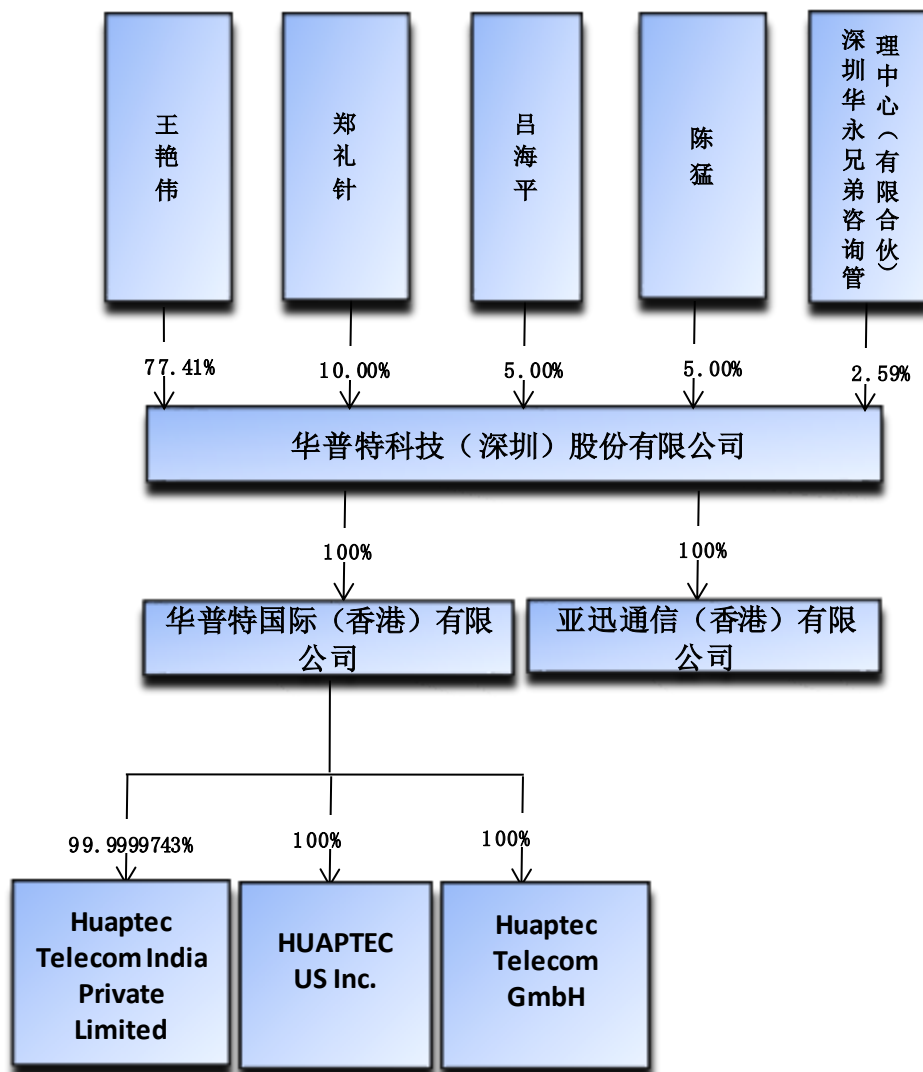 王艳伟
郑礼针
吕海平
陈猛
深圳华永兄弟咨询管
理中心（有限合伙）
77.41%
10.00%
5.00%
5.00%
2.59%
华普特科技（深圳）股份有限公司
100%
100%
华普特国际（香港）有限
公司
亚迅通信（香港）有限
公司
99.9999743%
100%
100%
Huaptec
Telecom India
Private
Limited
HUAPTEC
US Inc.
Huaptec
Telecom
GmbH